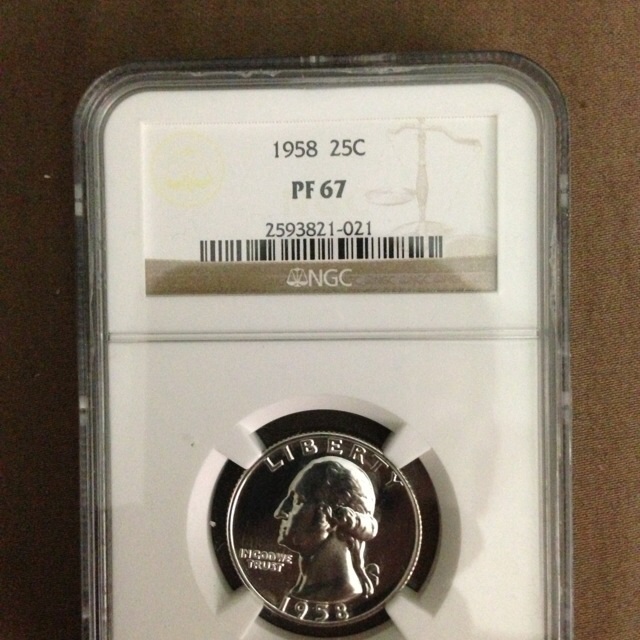 1958 25C
PF 67
2593821-021
NGC
LIBERTY
IN GOD WE
TRUST
1958